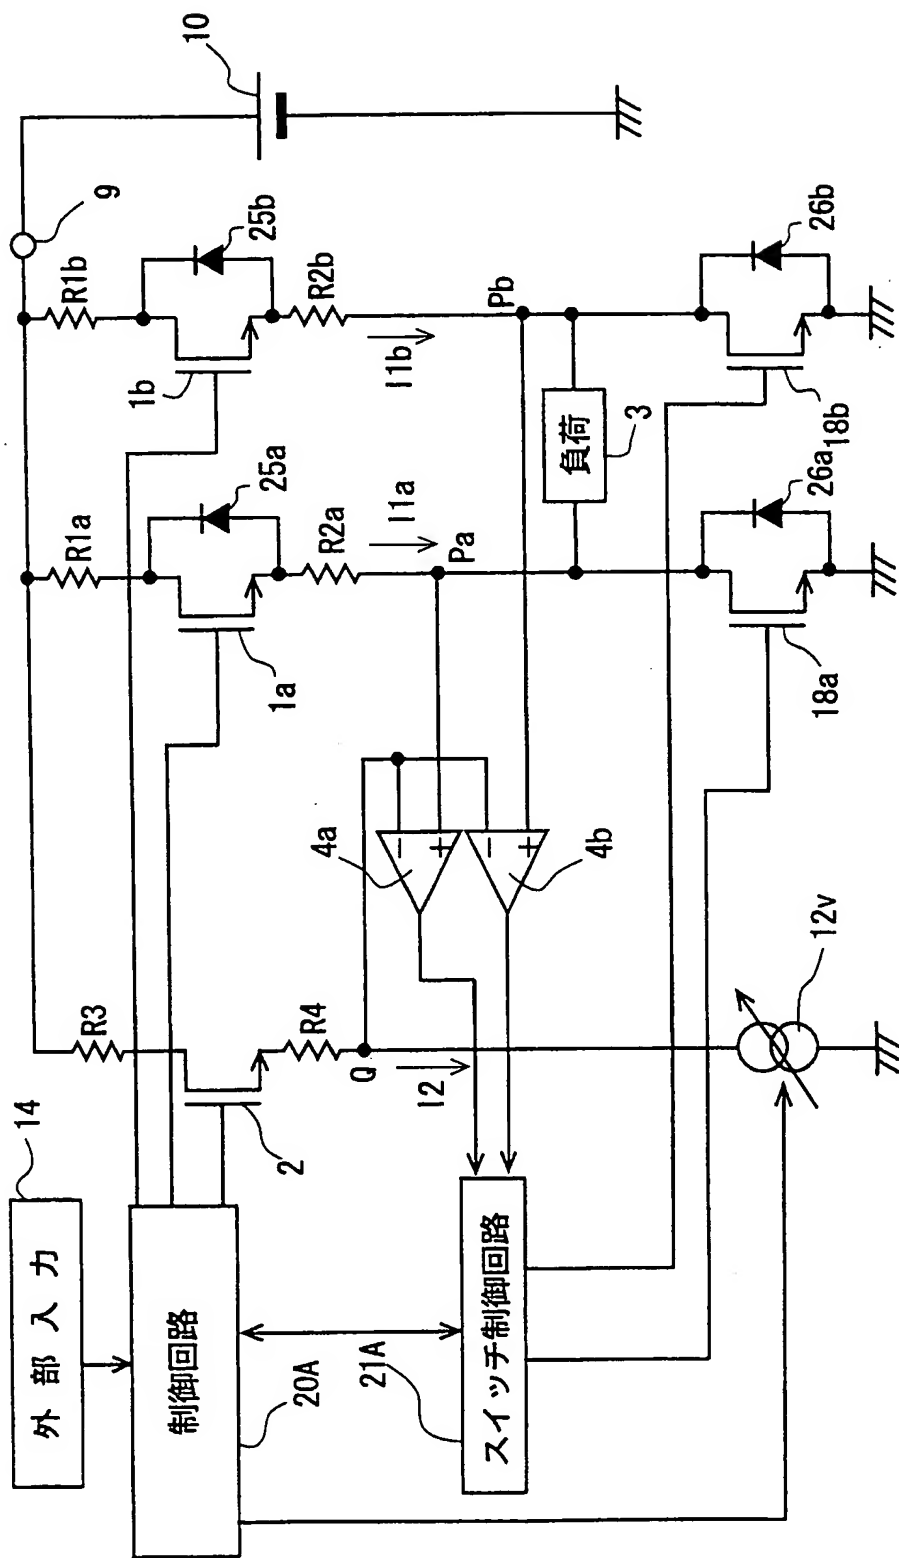 外部入力
14
制御回路
20A
スイッチ制御回路
21A
R3
2
R4
Q
I2
12v
4a
－
＋
4b
－
＋
R1a
1a
25a
R2a
I1a
Pa
18a
26a
負荷
3
R1b
1b
25b
R2b
I1b
Pb
18b
26b
9
10